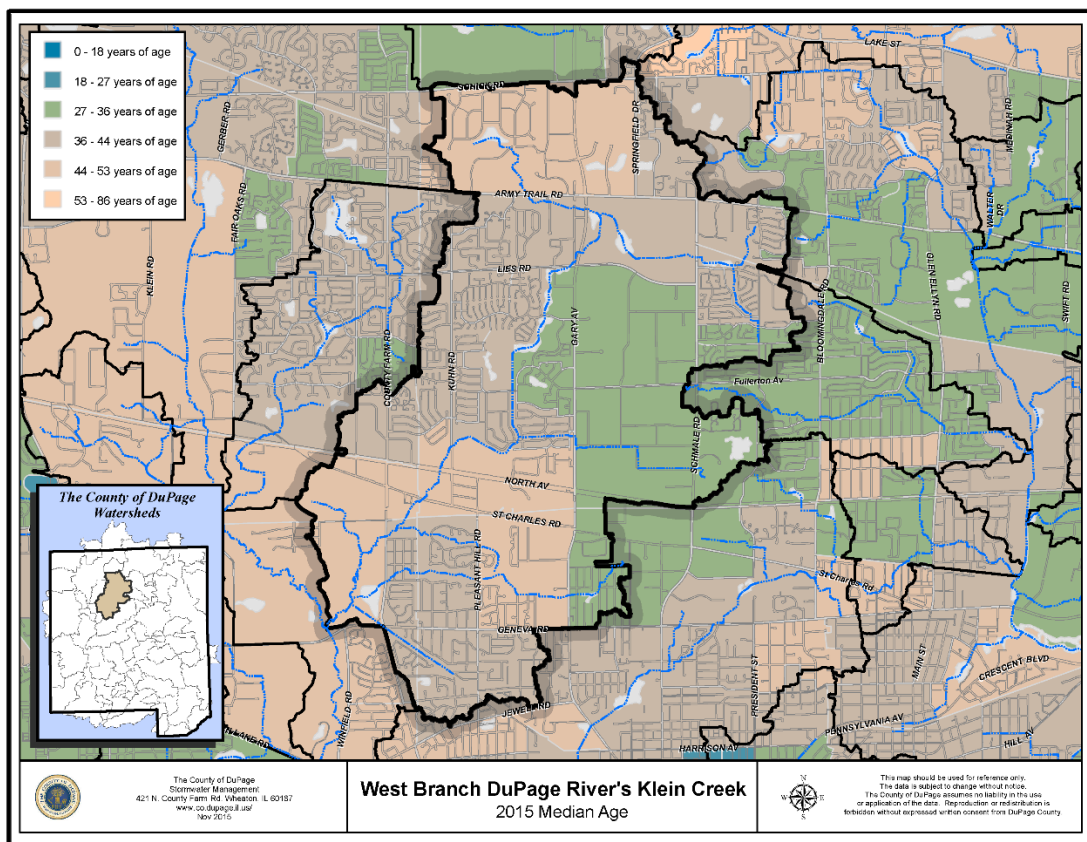 0 - 18 years of age
18 - 27 years of age
27 - 36 years of age
36 - 44 years of age
44 - 53 years of age
53 - 86 years of age
LAKE ST
SCHICK RD
GERBER RD
SPRINGFIELD DR
MEDINAH RD
ARMY TRAIL RD
FAIR OAKS RD
WALTER DR
KLEIN RD
LIES RD
GLEN ELLYN RD
BLOOMINGDALE RD
SWIFT RD
GARY AV
COUNTY FARM RD
KUHN RD
Fullerton Av
SCHMALE RD
NORTH AV
ST CHARLES RD
PLEASANT HILL RD
St Charles Rd
GENEVA RD
MAIN ST
CRESCENT BLVD
PRESIDENT ST
WINFIELD RD
JEWELL RD
PENNSYLVANIA AV
HILL AV
HARRISON AV
LANE RD
The County of DuPage
Watersheds
The County of DuPage
Stormwater Management
421 N. County Farm Rd. Wheaton, IL 60187
www.co.dupage.il.us/
Nov 2015
West Branch DuPage River's Klein Creek
2015 Median Age
This map should be used for reference only.
The data is subject to change without notice.
The County of DuPage assumes no liability in the use
or application of the data. Reproduction or redistribution is
forbidden without expressed written consent from DuPage County.